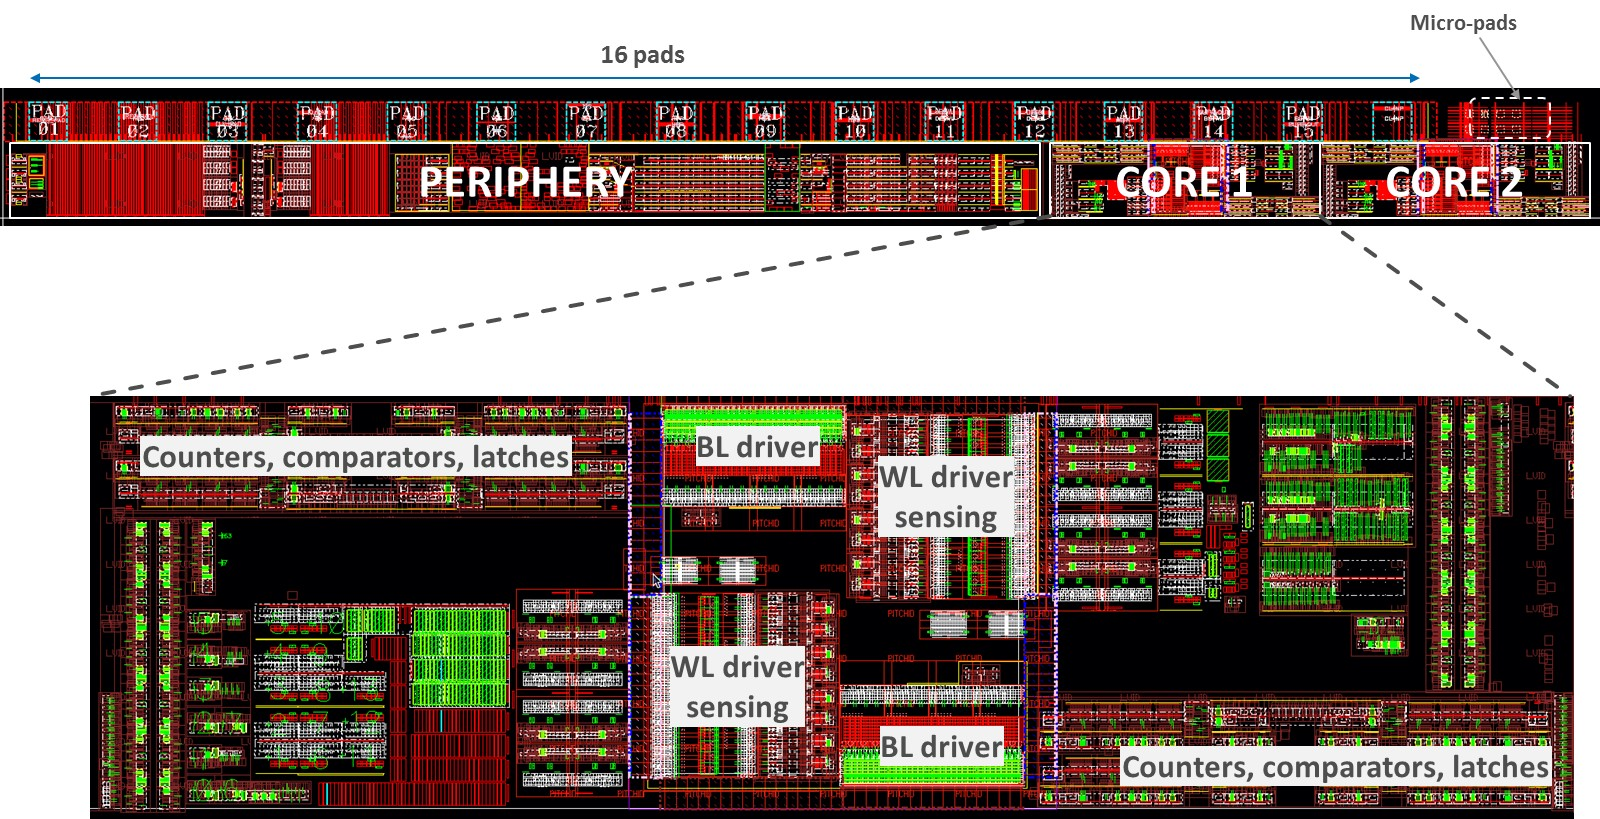 Micro-pads
16 pads
PAD PAD PAD PAD PAD PAD PAD PAD PAD PAD PAD PAD PAD PAD PAD
01 02 03 04 05 06 07 08 09 10 11 12 13 14 15
PERIPHERY
CORE 1
CORE 2
BL driver
Counters, comparators, latches
WL driver
sensing
WL driver
sensing
BL driver
Counters, comparators, latches